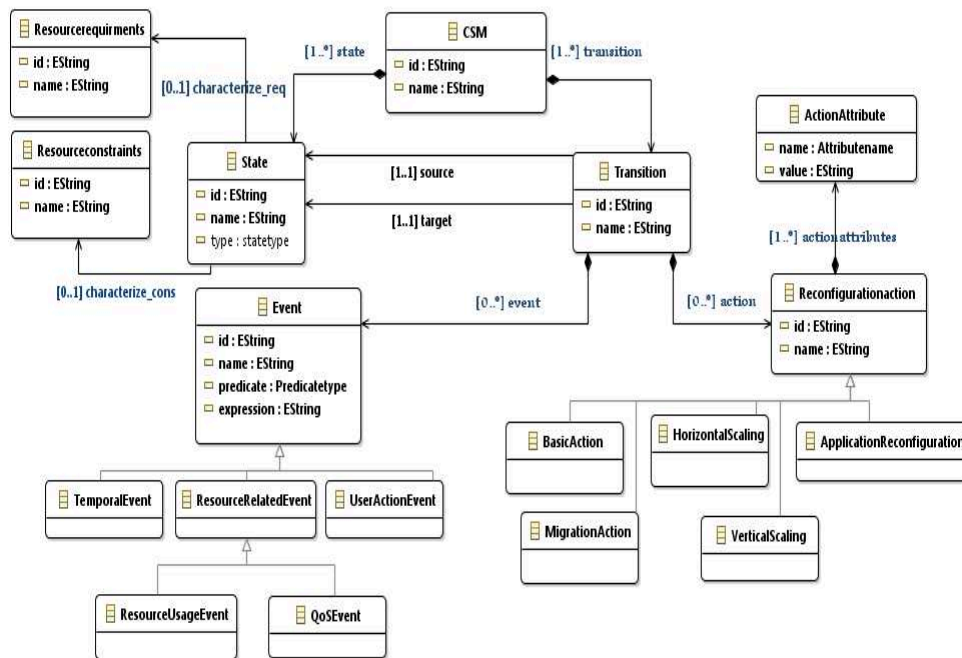 Resourcerequirments
id : EString
name : EString
CSM
id : EString
name : EString
[1..*] state
[1..*] transition
[0..1] characterize_req
ActionAttribute
name : Attributename
value : EString
Resourceconstraints
id : EString
name : EString
State
id : EString
name : EString
type : statetype
[1..1] source
[1..1] target
Transition
id : EString
name : EString
[1..*] actionattributes
[0..1] characterize_cons
[0..*] event
[0..*] action
Event
id : EString
name : EString
predicate : Predicatetype
expression : EString
Reconfigurationaction
id : EString
name : EString
BasicAction
HorizontalScaling
ApplicationReconfiguration
TemporalEvent
ResourceRelatedEvent
UserActionEvent
MigrationAction
VerticalScaling
ResourceUsageEvent
QoSEvent